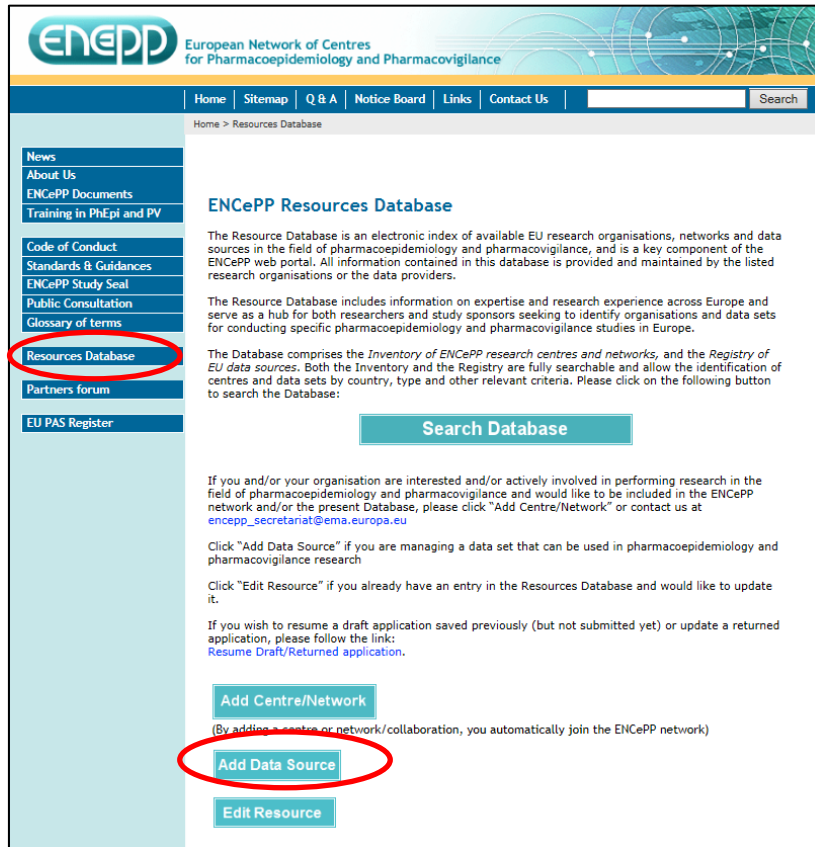 ENCePP
European Network of Centres
for Pharmacoepidemiology and Pharmacovigilance
Home | Sitemap | Q & A | Notice Board | Links | Contact Us | Search
Home > Resources Database
News
About Us
ENCePP Documents
Training in PhEpi and PV
Code of Conduct
Standards & Guidances
ENCePP Study Seal
Public Consultation
Glossary of terms
Resources Database
Partners forum
EU PAS Register
ENCePP Resources Database
The Resource Database is an electronic index of available EU research organisations, networks and data
sources in the field of pharmacoepidemiology and pharmacovigilance, and is a key component of the
ENCePP web portal. All information contained in this database is provided and maintained by the listed
research organisations or the data providers.
The Resource Database includes information on expertise and research experience across Europe and
serve as a hub for both researchers and study sponsors seeking to identify organisations and data sets
for conducting specific pharmacoepidemiology and pharmacovigilance studies in Europe.
The Database comprises the Inventory of ENCePP research centres and networks, and the Registry of
EU data sources. Both the Inventory and the Registry are fully searchable and allow the identification of
centres and data sets by country, type and other relevant criteria. Please click on the following button
to search the Database:
Search Database
If you and/or your organisation are interested and/or actively involved in performing research in the
field of pharmacoepidemiology and pharmacovigilance and would like to be included in the ENCePP
network and/or the present Database, please click "Add Centre/Network" or contact us at
encepp_secretariat@ema.europa.eu
Click "Add Data Source" if you are managing a data set that can be used in pharmacoepidemiology and
pharmacovigilance research
Click "Edit Resource" if you already have an entry in the Resources Database and would like to update
it.
If you wish to resume a draft application saved previously (but not submitted yet) or update a returned
application, please follow the link:
Resume Draft/Returned application.
Add Centre/Network
(By adding a centre or network/collaboration, you automatically join the ENCePP network)
Add Data Source
Edit Resource